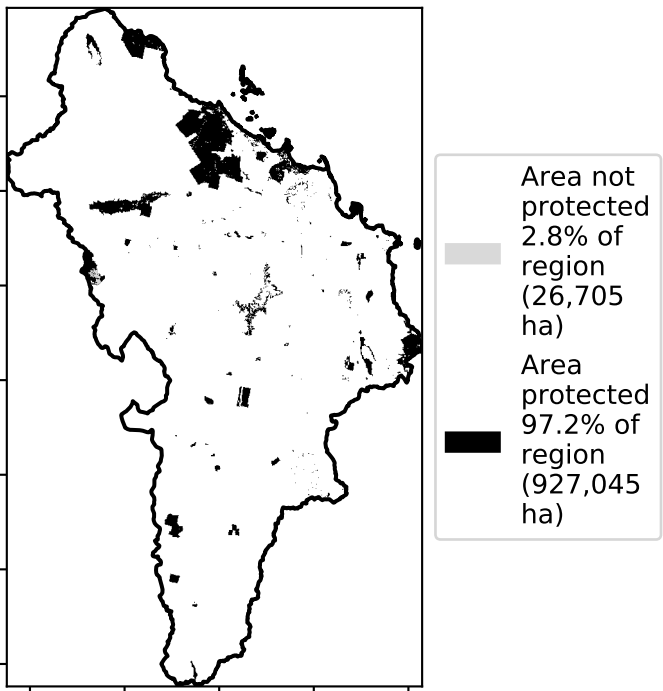 Area not
protected
2.8% of
region
(26,705
ha)
Area
protected
97.2% of
region
(927,045
ha)